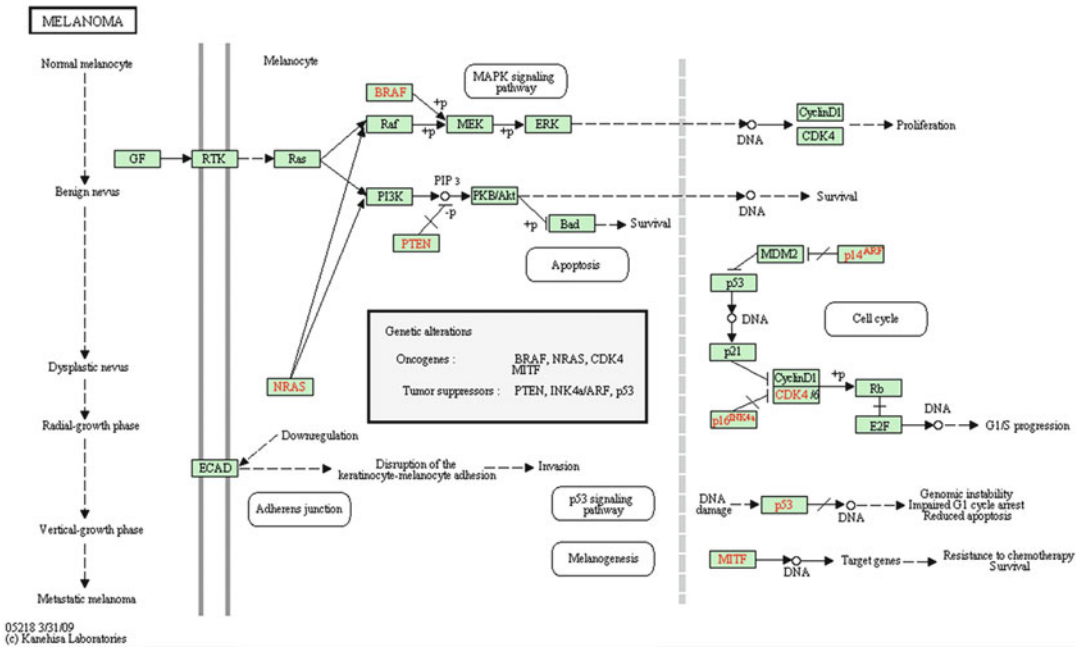 MELANOMA
Normal melanocyte
Benign nevus
Dysplastic nevus
Radial-growth phase
Vertical-growth phase
Metastatic melanoma
Melanocyte
GF
RTK
Ras
BRAF
+p
Raf
+p
MEK
+p
ERK
MAPK signaling
pathway
DNA
CyclinD1
CDK4
Proliferation
PI3K
PIP3
-p
PTEN
PKB/Akt
+p
Bad
Survival
DNA
Survival
Apoptosis
MDM2
p14ARF
p53
DNA
p21
Cell cycle
CyclinD1
CDK4/6
p16INK4a
+p
Rb
E2F
DNA
G1/S progression
NRAS
Genetic alterations
Oncogenes : BRAF, NRAS, CDK4
MITF
Tumor suppressors : PTEN, INK4a/ARF, p53
Downregulation
ECAD
Disruption of the
keratinocyte-melanocyte adhesion
Invasion
Adherens junction
p53 signaling
pathway
Melanogenesis
DNA
damage
p53
DNA
Genomic instability
Impaired G1 cycle arrest
Reduced apoptosis
MITF
DNA
Target genes
Resistance to chemotherapy
Survival
05218 3/31/09
(c) Kanehisa Laboratories